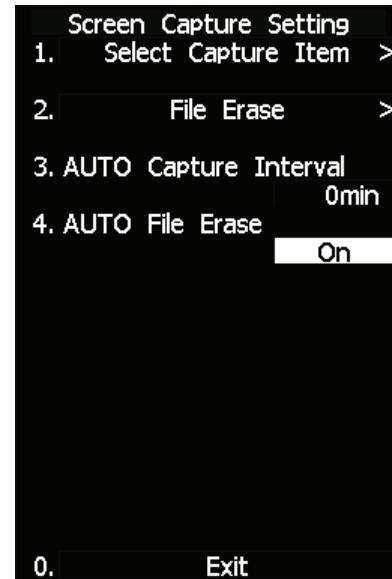 Screen Capture Setting
1. Select Capture Item >
2. File Erase >
3. AUTO Capture Interval
0min
4. AUTO File Erase
On
0. Exit